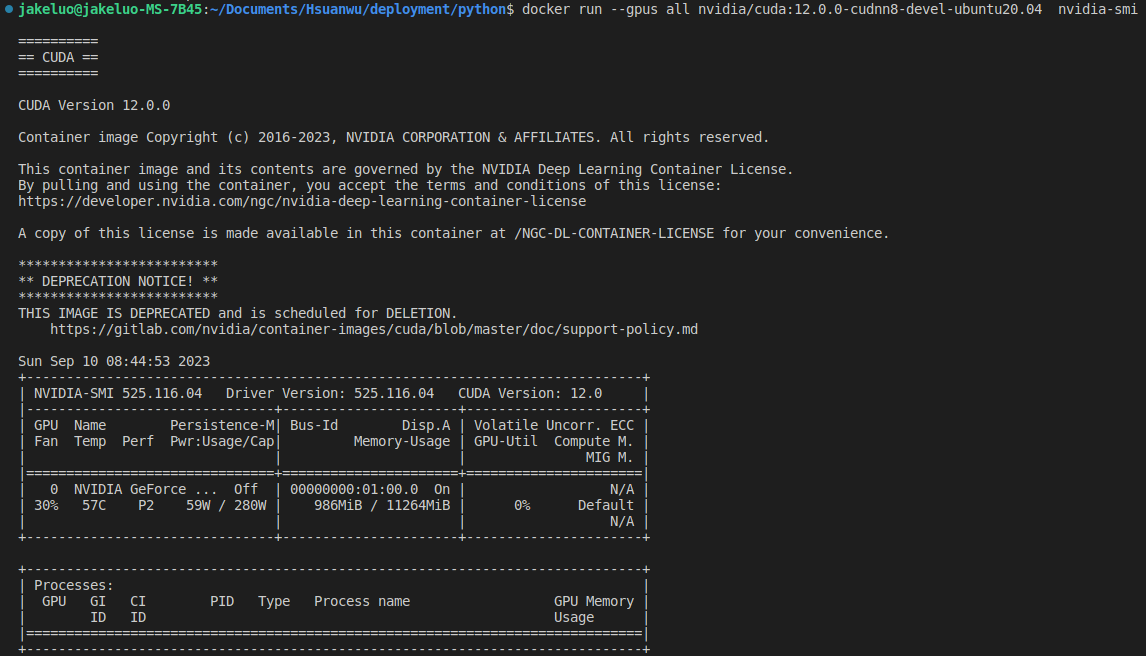 jakeluo@jakeluo-MS-7B45:~/Documents/Hsuanwu/deployment/python$ docker run --gpus all nvidia/cuda:12.0.0-cudnn8-devel-ubuntu20.04  nvidia-smi
==========
== CUDA ==
==========
CUDA Version 12.0.0
Container image Copyright (c) 2016-2023, NVIDIA CORPORATION & AFFILIATES. All rights reserved.
This container image and its contents are governed by the NVIDIA Deep Learning Container License.
By pulling and using the container, you accept the terms and conditions of this license:
https://developer.nvidia.com/ngc/nvidia-deep-learning-container-license
A copy of this license is made available in this container at /NGC-DL-CONTAINER-LICENSE for your convenience.
*************************
** DEPRECATION NOTICE! **
*************************
THIS IMAGE IS DEPRECATED and is scheduled for DELETION.
    https://gitlab.com/nvidia/container-images/cuda/blob/master/doc/support-policy.md
Sun Sep 10 08:44:53 2023
+-----------------------------------------------------------------------------+
| NVIDIA-SMI 525.116.04   Driver Version: 525.116.04   CUDA Version: 12.0     |
|-------------------------------+----------------------+----------------------+
| GPU  Name        Persistence-M| Bus-Id        Disp.A | Volatile Uncorr. ECC |
| Fan  Temp  Perf  Pwr:Usage/Cap|         Memory-Usage | GPU-Util  Compute M. |
|                               |                      |               MIG M. |
|===============================+======================+======================|
|   0  NVIDIA GeForce ...  Off  | 00000000:01:00.0  On |                  N/A |
| 30%   57C    P2    59W / 280W |    986MiB / 11264MiB |      0%      Default |
|                               |                      |                  N/A |
+-------------------------------+----------------------+----------------------+
+-----------------------------------------------------------------------------+
| Processes:                                                                  |
|  GPU   GI   CI        PID   Type   Process name                  GPU Memory |
|        ID   ID                                                   Usage      |
|=============================================================================|
+-----------------------------------------------------------------------------+